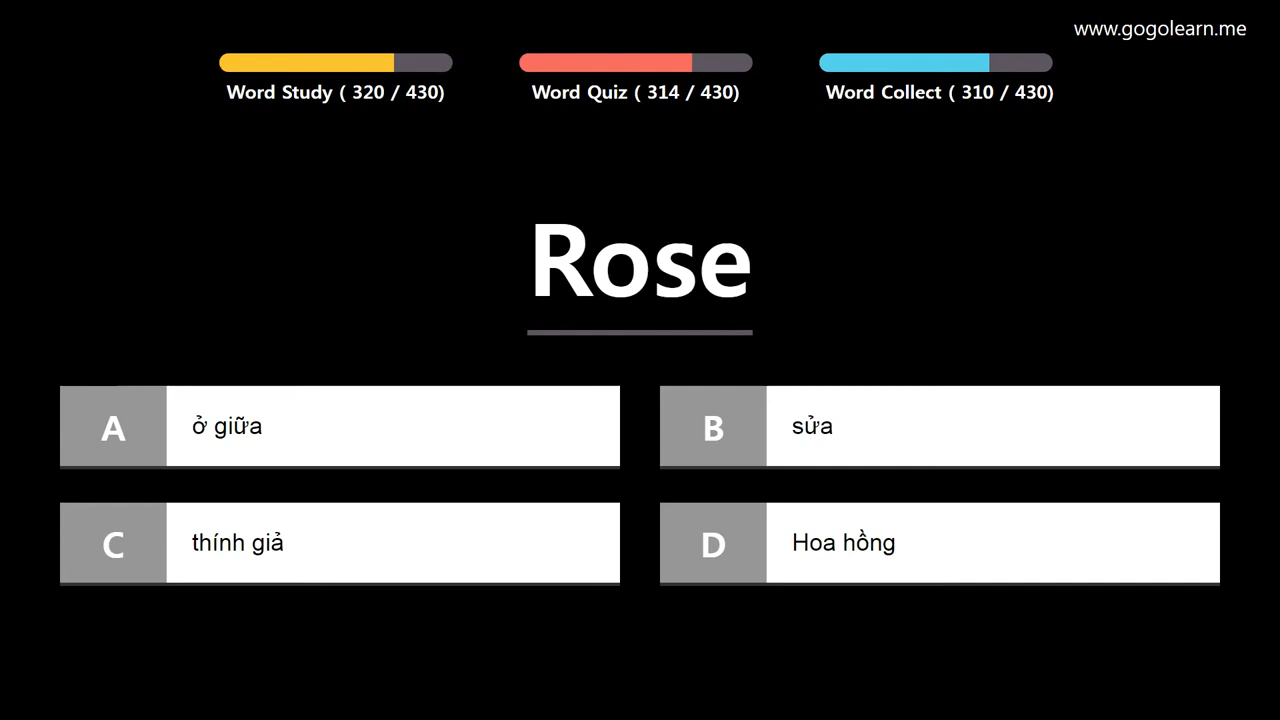 www.gogolearn.me
Word Study ( 320 / 430)
Word Quiz ( 314 / 430)
Word Collect ( 310 / 430)
Rose
A
ở giữa
B
sửa
C
thính giả
D
Hoa hồng